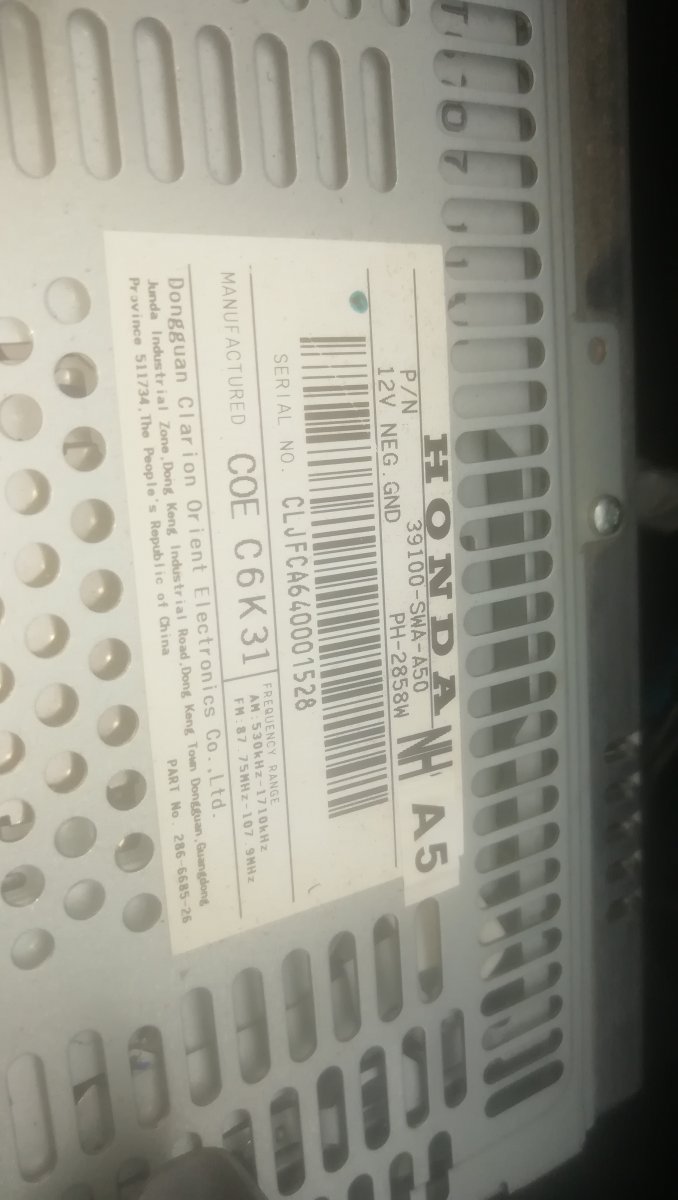 HONDA
NH A5
P/N 39100-SWA-A50
12V NEG.GND PH-2858W
SERIAL NO. CLJFCA640001528
MANUFACTURED COE C6K31
FREQUENCY RANGE
AM:530kHz-1710kHz
FM:87.75MHz-107.9MHz
Dongguan Clarion Orient Electronics Co.,Ltd.
Junda Industrial Zone,Dong Keng Industrial Road,Dong Keng Town Dongguan,Guangdong
Province 511734,The People's Republic of China
PART No. 286-6685-26